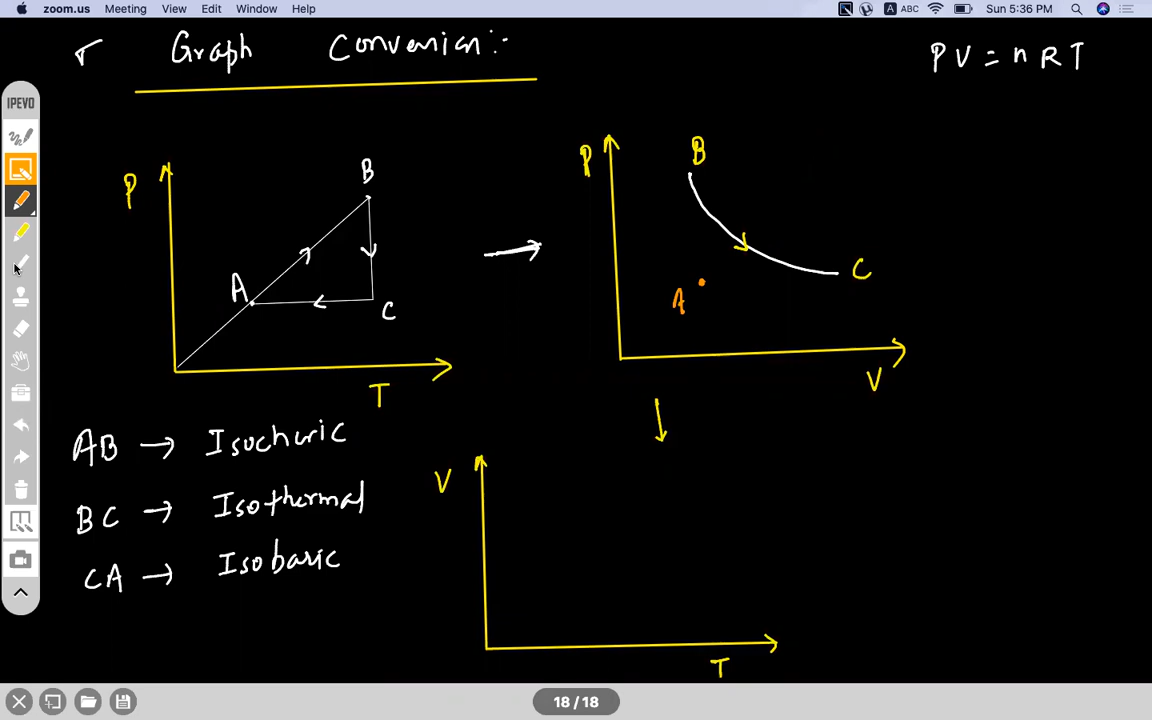 zoom.us Meeting View Edit Window Help ABC Sun 5:36 PM
Graph Conversion :-
PV = nRT
IPEVO
P
B
A
C
T
P
B
A
C
V
AB → Isochoric
BC → Isothermal
CA → Isobaric
V
T
18 / 18